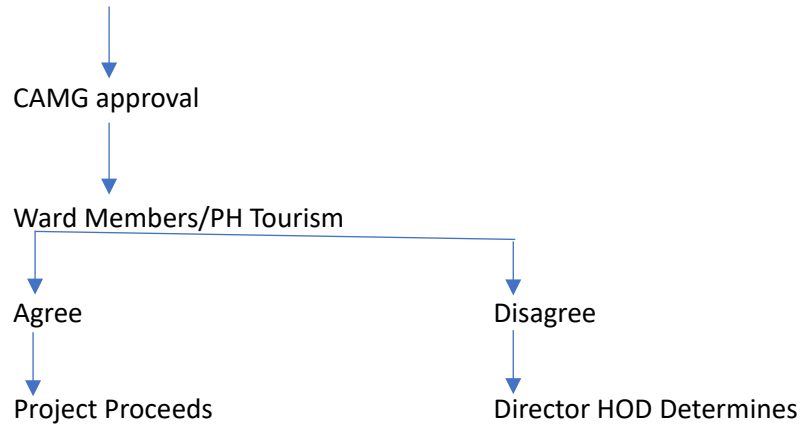 CAMG approval
Ward Members/PH Tourism
Agree
Disagree
Project Proceeds
Director HOD Determines